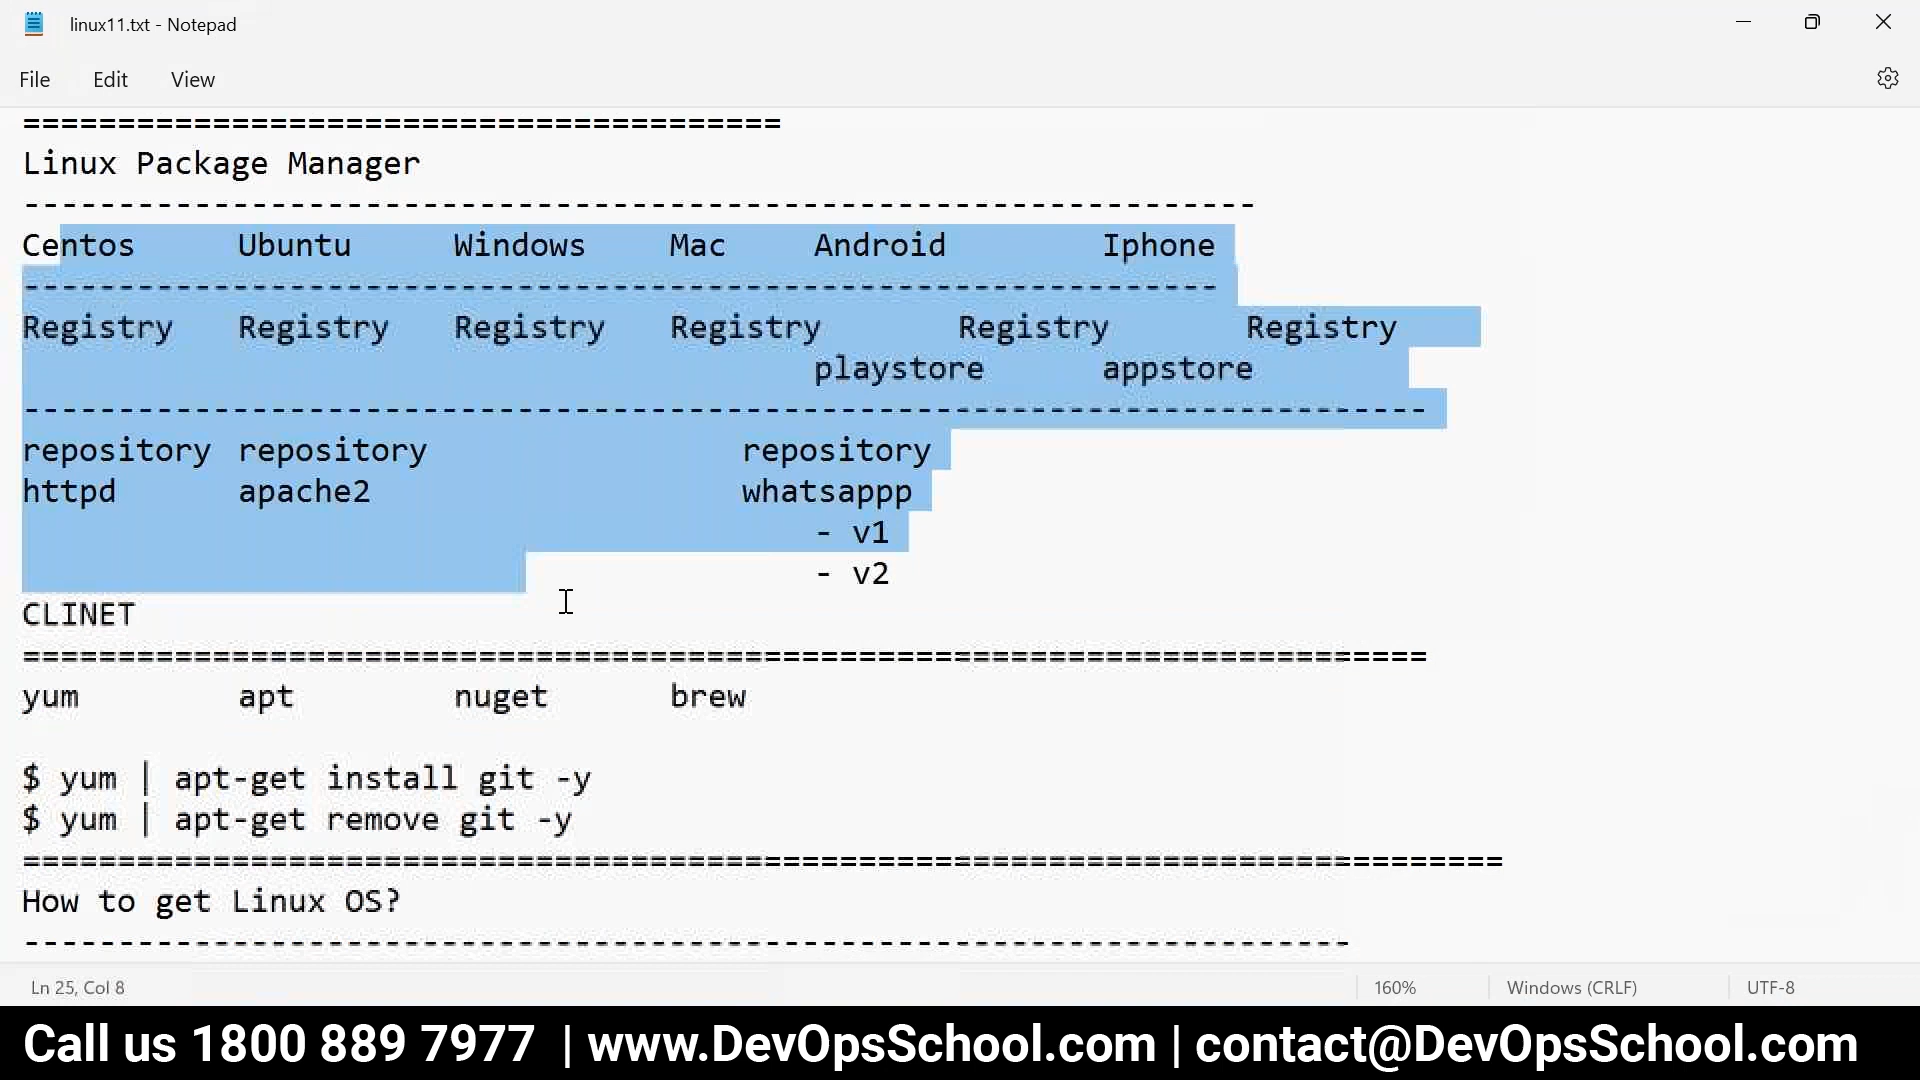 linux11.txt - Notepad
File Edit View
========================================
Linux Package Manager
--------------------------------------------------------------------
Centos Ubuntu Windows Mac Android Iphone
------------------------------------------------------------------
Registry Registry Registry Registry Registry Registry
playstore appstore
------------------------------------------------------------------------------
repository repository repository
httpd apache2 whatsappp
- v1
- v2
CLINET
==========================================================================
yum apt nuget brew
$ yum | apt-get install git -y
$ yum | apt-get remove git -y
==============================================================================
How to get Linux OS?
--------------------------------------------------------------------------
Ln 25, Col 8 160% Windows (CRLF) UTF-8
Call us 1800 889 7977 | www.DevOpsSchool.com | contact@DevOpsSchool.com